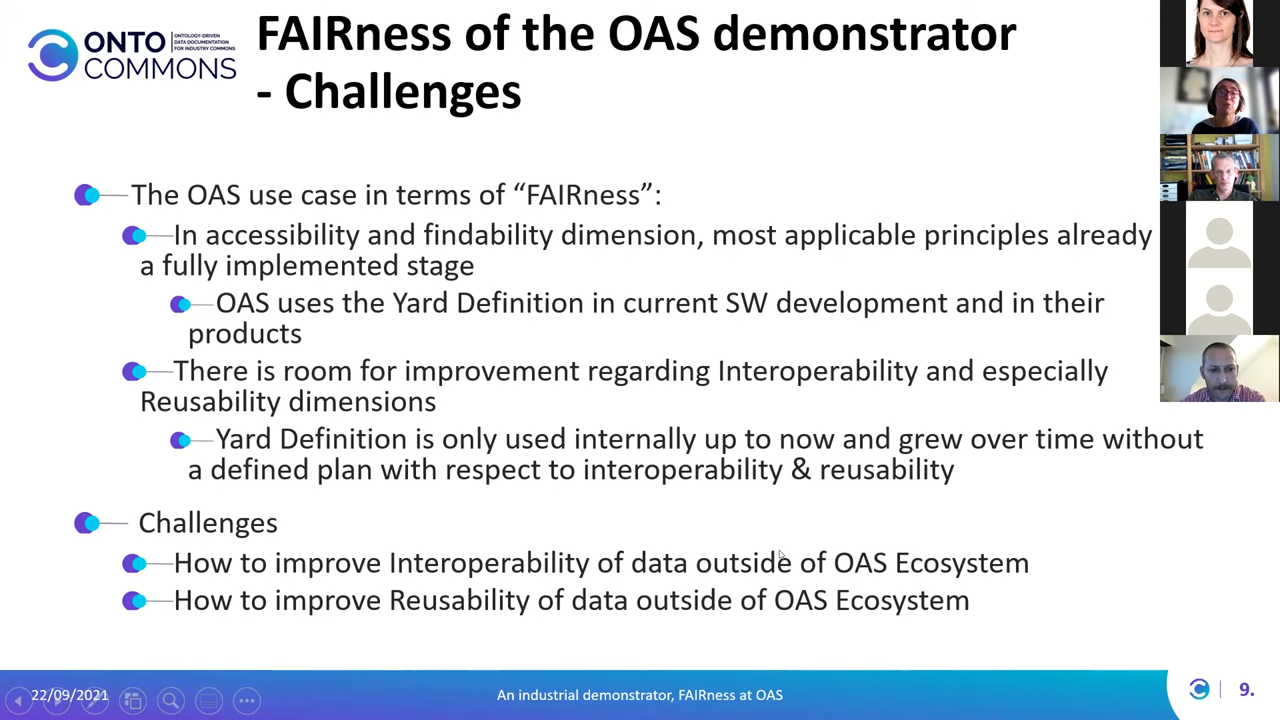 ONTO
COMMONS
ONTOLOGY-DRIVEN
DATA DOCUMENTATION
FOR INDUSTRY COMMONS
FAIRness of the OAS demonstrator
- Challenges
The OAS use case in terms of “FAIRness”:
In accessibility and findability dimension, most applicable principles already
a fully implemented stage
OAS uses the Yard Definition in current SW development and in their
products
There is room for improvement regarding Interoperability and especially
Reusability dimensions
Yard Definition is only used internally up to now and grew over time without
a defined plan with respect to interoperability & reusability
Challenges
How to improve Interoperability of data outside of OAS Ecosystem
How to improve Reusability of data outside of OAS Ecosystem
22/09/2021
An industrial demonstrator, FAIRness at OAS
9.